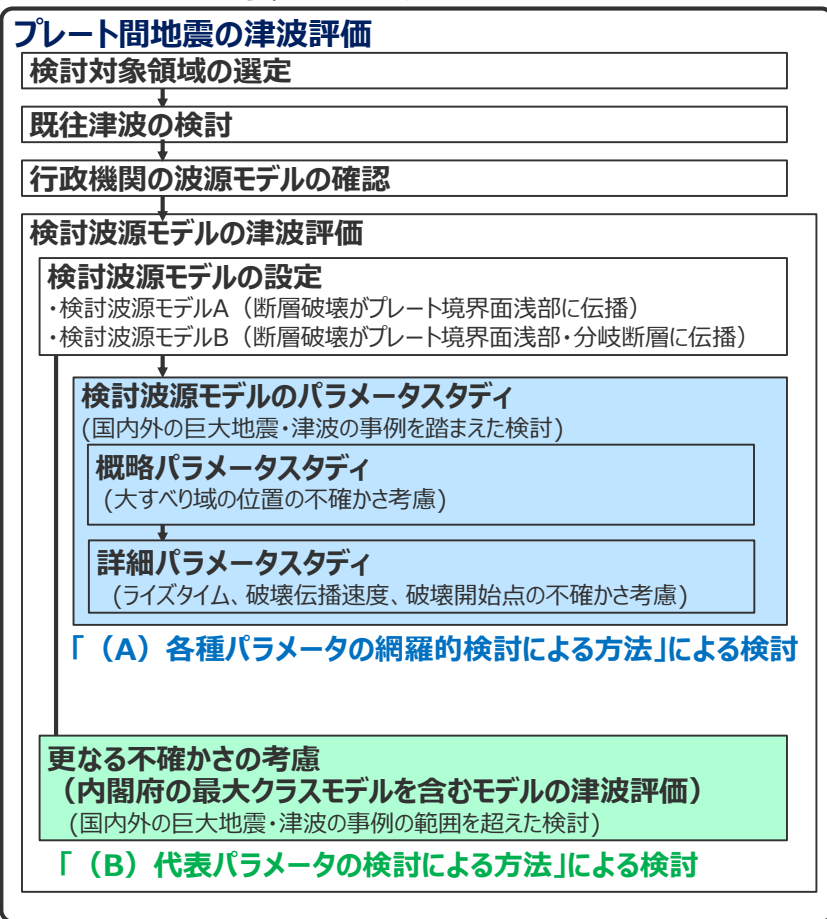 プレート間地震の津波評価
検討対象領域の選定
既往津波の検討
行政機関の波源モデルの確認
検討波源モデルの津波評価
検討波源モデルの設定
・検討波源モデルA（断層破壊がプレート境界面浅部に伝播）
・検討波源モデルB（断層破壊がプレート境界面浅部・分岐断層に伝播）
検討波源モデルのパラメータスタディ
(国内外の巨大地震・津波の事例を踏まえた検討)
概略パラメータスタディ
(大すべり域の位置の不確かさ考慮)
詳細パラメータスタディ
(ライズタイム、破壊伝播速度、破壊開始点の不確かさ考慮)
「（A）各種パラメータの網羅的検討による方法」による検討
更なる不確かさの考慮
（内閣府の最大クラスモデルを含むモデルの津波評価）
(国内外の巨大地震・津波の事例の範囲を超えた検討)
「（B）代表パラメータの検討による方法」による検討